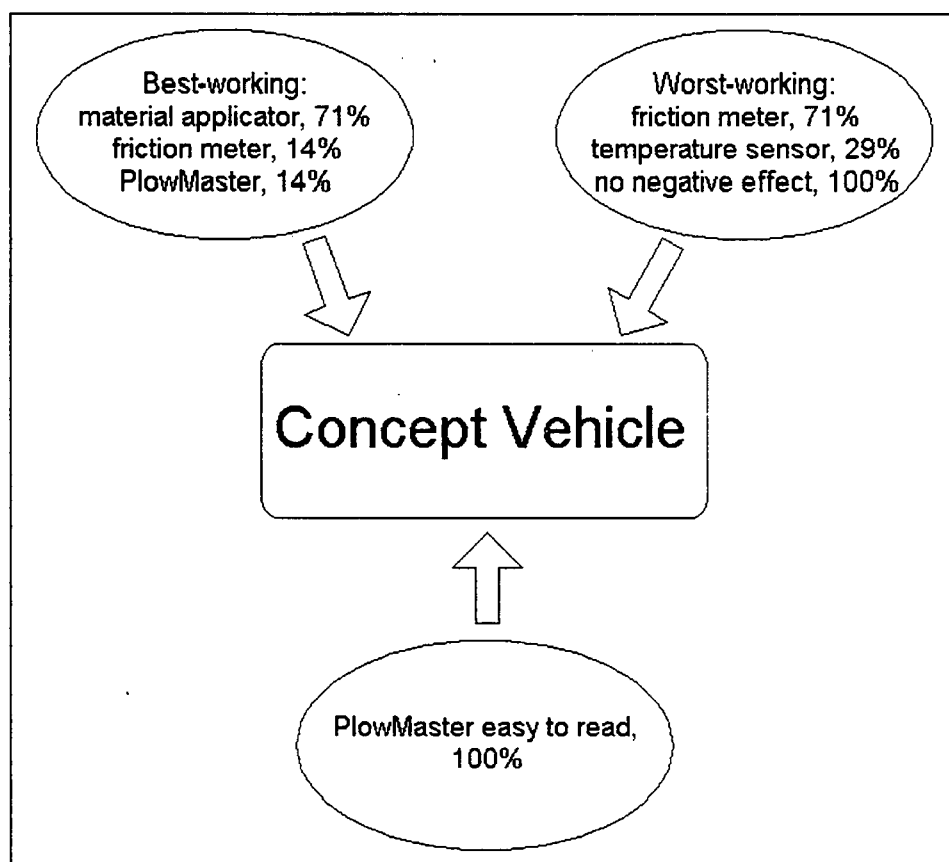 Best-working:
material applicator, 71%
friction meter, 14%
PlowMaster, 14%
Worst-working:
friction meter, 71%
temperature sensor, 29%
no negative effect, 100%
Concept Vehicle
PlowMaster easy to read,
100%